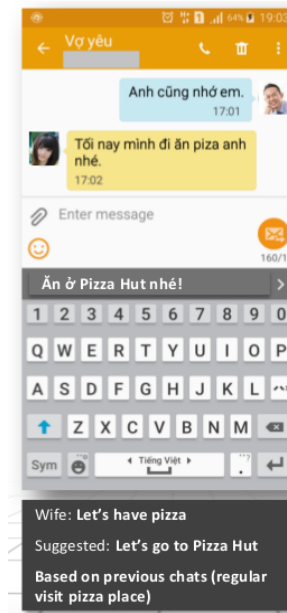 64% 19:03
Vợ yêu
Anh cũng nhớ em.
17:01
Tối nay mình đi ăn piza anh
nhé.
17:02
Enter message
160/1
Ăn ở Pizza Hut nhé!
1 2 3 4 5 6 7 8 9 0
Q W E R T Y U I O P
A S D F G H J K L
Z X C V B N M
Sym Tiếng Việt .
Wife: Let's have pizza
Suggested: Let's go to Pizza Hut
Based on previous chats (regular
visit pizza place)